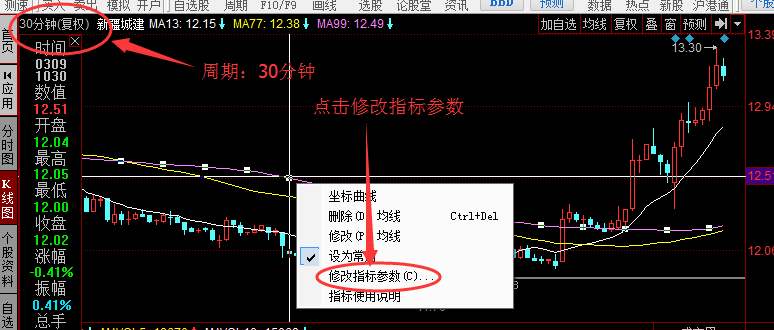 测速 买入 卖出 模拟 开户 自选股 周期 F10/F9 画线 选股 论股堂 资讯 BBD 预测 数据 热点 新股 沪港通
30分钟(复权) 新疆城建 MA13: 12.15↓ MA77: 12.38↓ MA99: 12.49↓ 加自选 均线 复权 叠 窗 预测
首页
应用
分时图
K线图
个股资料
自选
时间
0309
1030
数值
12.51
开盘
12.04
最高
12.05
最低
12.00
收盘
12.02
涨幅
-0.41%
振幅
0.41%
总手
周期：30分钟
点击修改指标参数
13.30
13.39
12.94
12.51
12.06
坐标曲线
删除(D) 均线 Ctrl+Del
修改(P) 均线
设为常
修改指标参数(C)...
指标使用说明